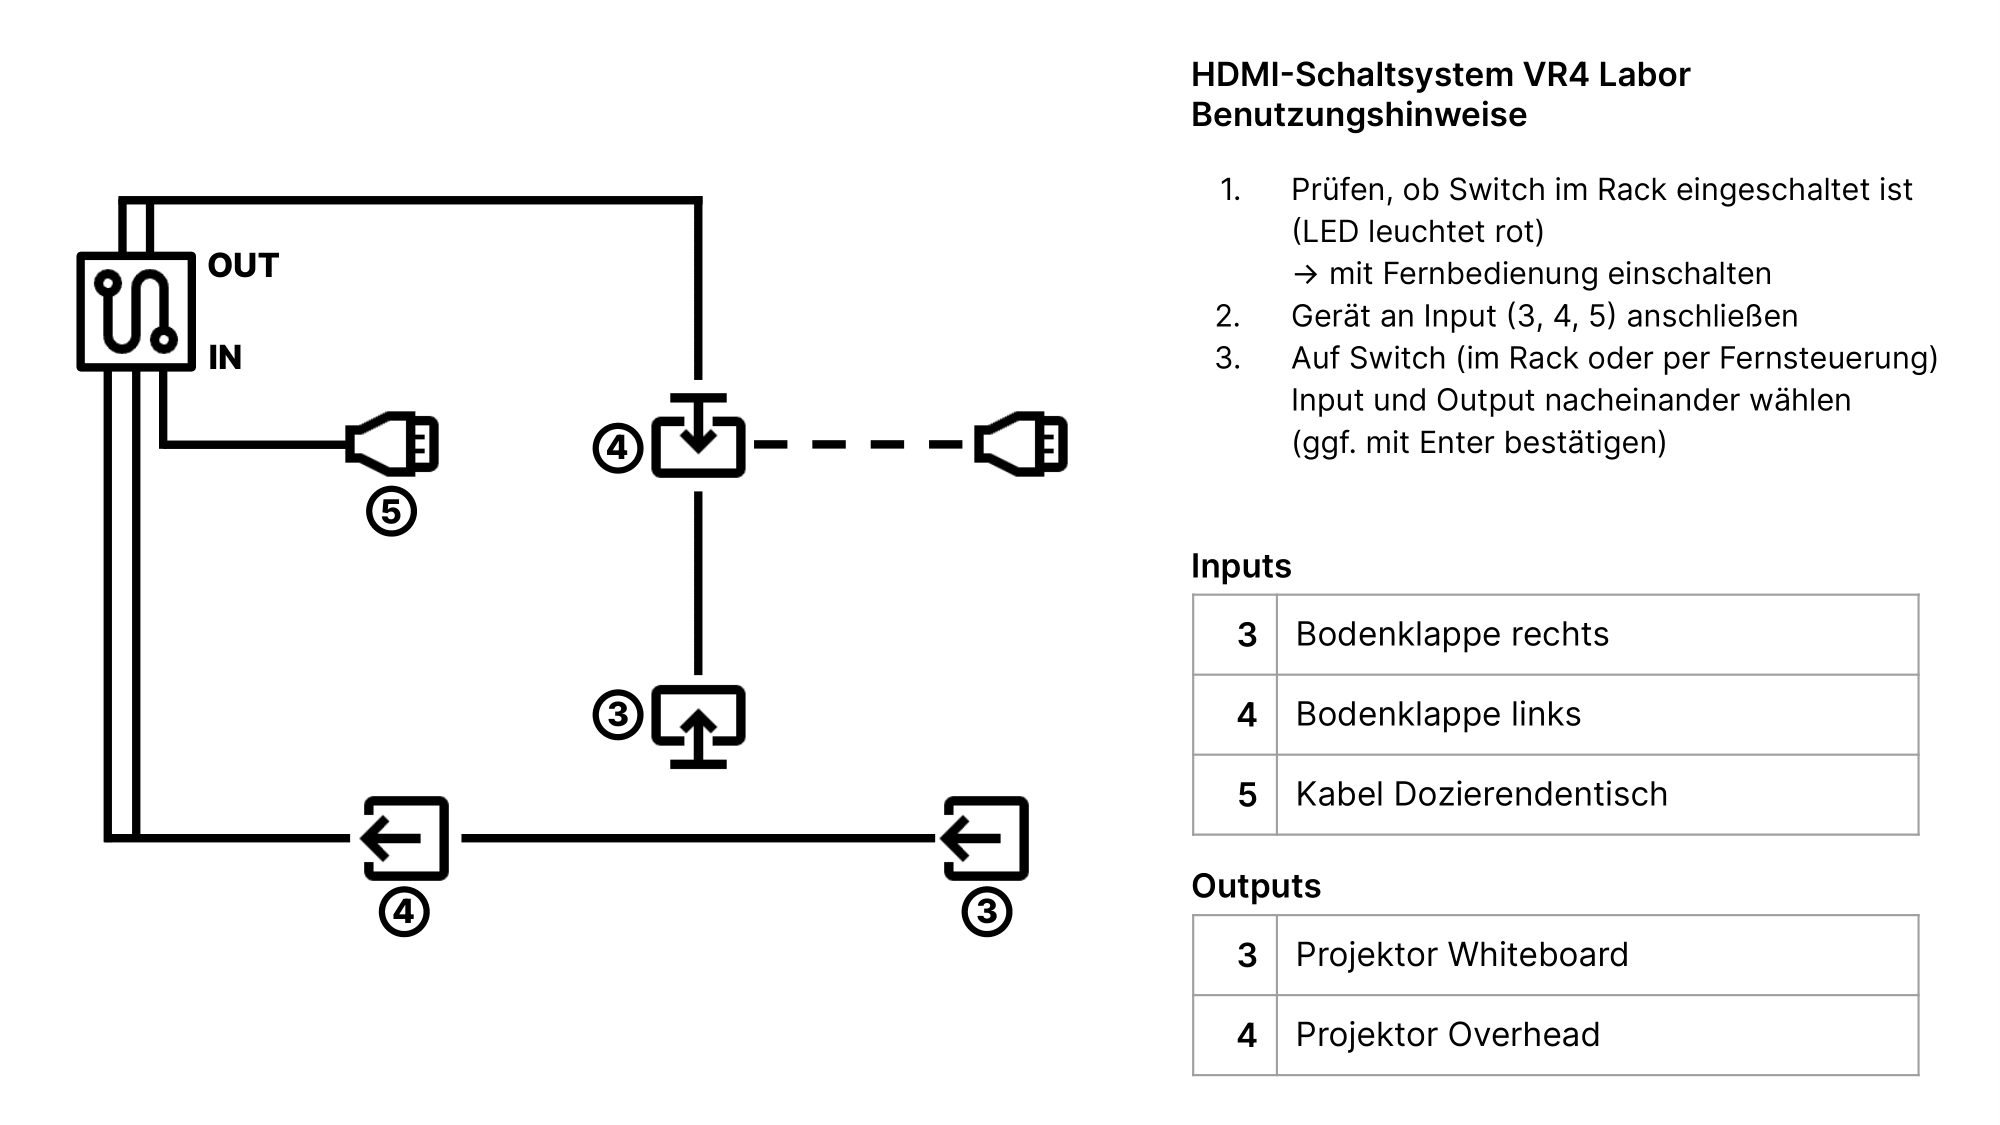 HDMI-Schaltsystem VR4 Labor
Benutzungshinweise
1. Prüfen, ob Switch im Rack eingeschaltet ist
(LED leuchtet rot)
→ mit Fernbedienung einschalten
2. Gerät an Input (3, 4, 5) anschließen
3. Auf Switch (im Rack oder per Fernsteuerung)
Input und Output nacheinander wählen
(ggf. mit Enter bestätigen)
OUT
IN
4
5
3
4
3
Inputs
3 Bodenklappe rechts
4 Bodenklappe links
5 Kabel Dozierendentisch
Outputs
3 Projektor Whiteboard
4 Projektor Overhead